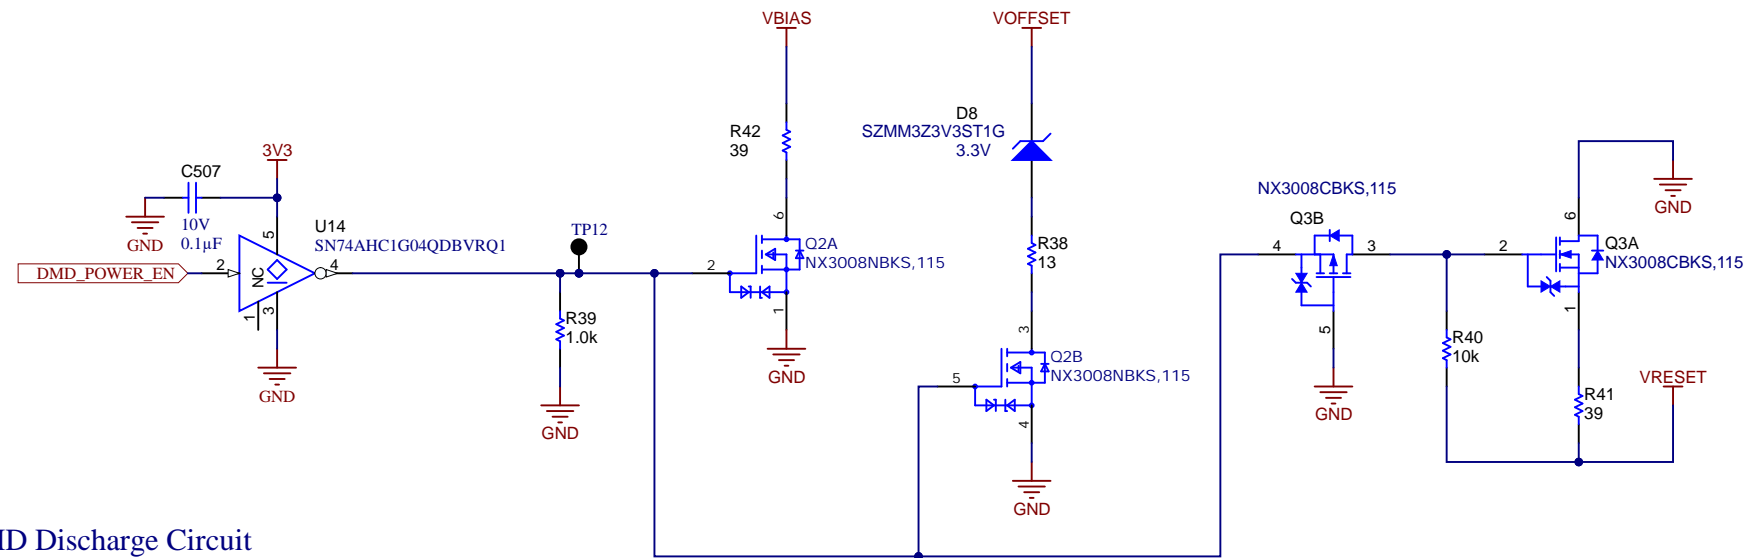 VBIAS
VOFFSET
D8
SZMM3Z3V3ST1G
3.3V
R42
39
3V3
C507
10V
0.1µF
GND
U14
SN74AHC1G04QDBVRQ1
DMD_POWER_EN
2
NC
5
4
1
3
GND
TP12
R39
1.0k
GND
2
6
Q2A
NX3008NBKS,115
1
GND
R38
13
3
5
Q2B
NX3008NBKS,115
4
GND
NX3008CBKS,115
Q3B
4
3
5
GND
2
6
Q3A
NX3008CBKS,115
1
GND
R40
10k
R41
39
VRESET
Discharge Circuit